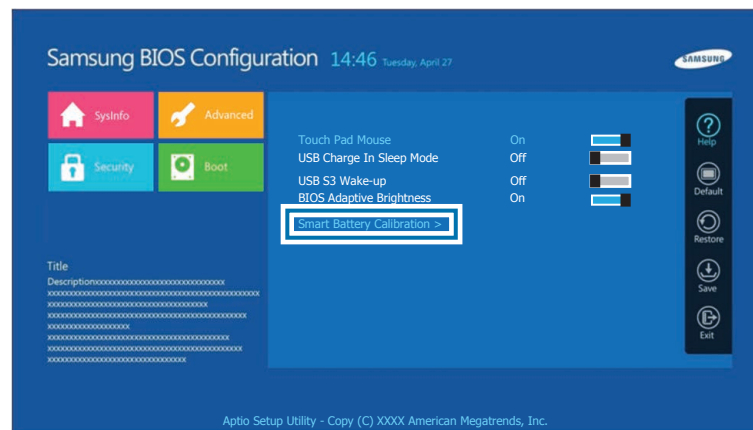 Samsung BIOS Configuration 14:46 Tuesday, April 27
SAMSUNG
SysInfo
Advanced
Security
Boot
Touch Pad Mouse On
USB Charge In Sleep Mode Off
USB S3 Wake-up Off
BIOS Adaptive Brightness On
Smart Battery Calibration >
Help
Default
Restore
Save
Exit
Title
Descriptionxxxxxxxxxxxxxxxxxxxxxxxxxxxxx
Aptio Setup Utility - Copy (C) XXXX American Megatrends, Inc.